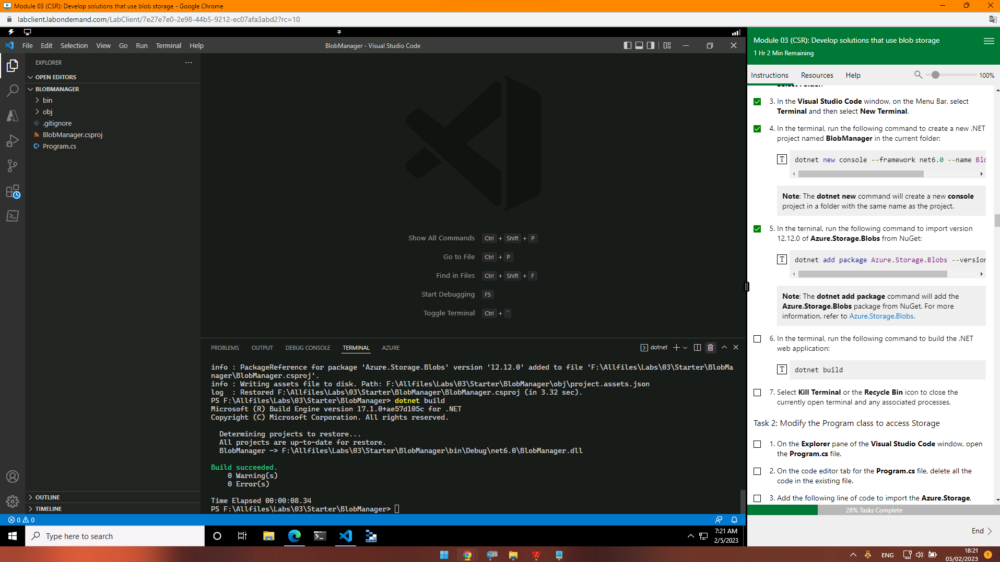 Module 03 (CSR): Develop solutions that use blob storage - Google Chrome
labclient.labondemand.com/LabClient/7e27e7e0-2e98-44b5-9212-ec07afa3abd2?rc=10
File Edit Selection View Go Run Terminal Help
BlobManager - Visual Studio Code
EXPLORER
OPEN EDITORS
BLOBMANAGER
bin
obj
.gitignore
BlobManager.csproj
Program.cs
OUTLINE
TIMELINE
Show All Commands Ctrl + Shift + P
Go to File Ctrl + P
Find in Files Ctrl + Shift + F
Start Debugging F5
Toggle Terminal Ctrl + `
PROBLEMS OUTPUT DEBUG CONSOLE TERMINAL AZURE
dotnet
info : PackageReference for package 'Azure.Storage.Blobs' version '12.12.0' added to file 'F:\Allfiles\Labs\03\Starter\BlobMa
nager\BlobManager.csproj'.
info : Writing assets file to disk. Path: F:\Allfiles\Labs\03\Starter\BlobManager\obj\project.assets.json
log  : Restored F:\Allfiles\Labs\03\Starter\BlobManager\BlobManager.csproj (in 3.32 sec).
PS F:\Allfiles\Labs\03\Starter\BlobManager> dotnet build
Microsoft (R) Build Engine version 17.1.0+ae57d105c for .NET
Copyright (C) Microsoft Corporation. All rights reserved.
Determining projects to restore...
All projects are up-to-date for restore.
BlobManager -> F:\Allfiles\Labs\03\Starter\BlobManager\bin\Debug\net6.0\BlobManager.dll
Build succeeded.
0 Warning(s)
0 Error(s)
Time Elapsed 00:00:08.34
PS F:\Allfiles\Labs\03\Starter\BlobManager>
0 0
Type here to search
7:21 AM
2/5/2023
Module 03 (CSR): Develop solutions that use blob storage
1 Hr 2 Min Remaining
Instructions Resources Help
100%
Select Folder.
3. In the Visual Studio Code window, on the Menu Bar, select
Terminal and then select New Terminal.
4. In the terminal, run the following command to create a new .NET
project named BlobManager in the current folder:
T dotnet new console --framework net6.0 --name Blo
Note: The dotnet new command will create a new console
project in a folder with the same name as the project.
5. In the terninal, run the following command to import version
12.12.0 of Azure.Storage.Blobs from NuGet:
T dotnet add package Azure.Storage.Blobs --version
Note: The dotnet add package command will add the
Azure.Storage.Blobs package from NuGet. For more
information, refer to Azure.Storage.Blobs.
6. In the terminal, run the following command to build the .NET
web application:
T dotnet build
7. Select Kill Terminal or the Recycle Bin icon to close the
currently open terminal and any associated processes.
Task 2: Modify the Program class to access Storage
1. On the Explorer pane of the Visual Studio Code window, open
the Program.cs file.
2. On the code editor tab for the Program.cs file, delete all the
code in the existing file.
3. Add the following line of code to import the Azure.Storage,
28% Tasks Complete
End
25
ENG
18:21
05/02/2023
1